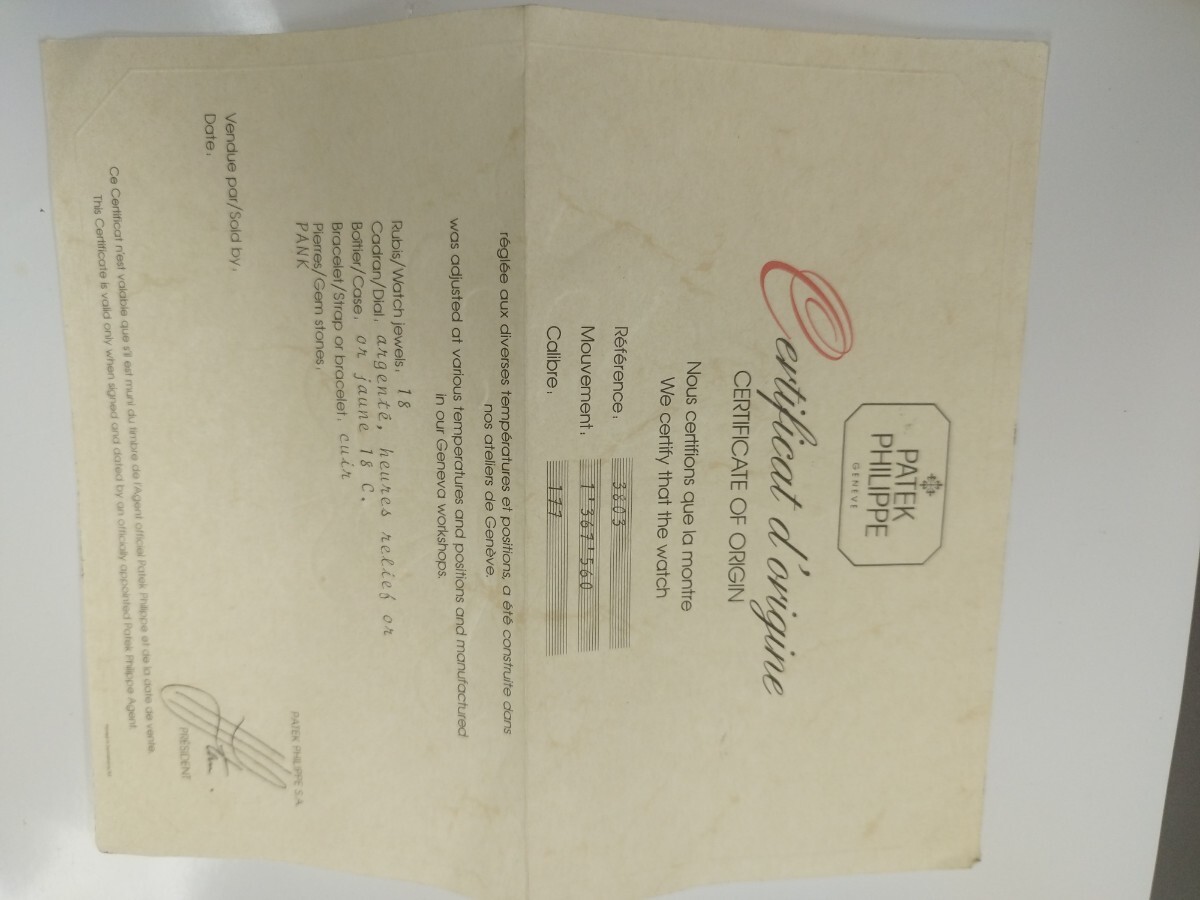 PATEK
PHILIPPE
GENEVE
Certificat d'origine
CERTIFICATE OF ORIGIN
Nous certifions que la montre
We certify that the watch
Référence: 3803
Mouvement: 1'367'560
Calibre: 177
réglée aux diverses températures et positions, a été construite dans
nos ateliers de Genève.
was adjusted at various temperatures and positions and manufactured
in our Geneva workshops.
Rubis/Watch jewels: 18
Cadran/Dial: argenté, heures relief or
Boîtier/Case: or jaune 18 C.
Bracelet/Strap or bracelet: cuir
Pierres/Gem stones:
PANK
PATEK PHILIPPE S.A.
PRÉSIDENT
Vendue par/Sold by:
Date:
Ce Certificat n'est valable que s'il est muni du timbre de l'Agent officiel Patek Philippe et de la date de vente.
This Certificate is valid only when signed and dated by an officially appointed Patek Philippe Agent.